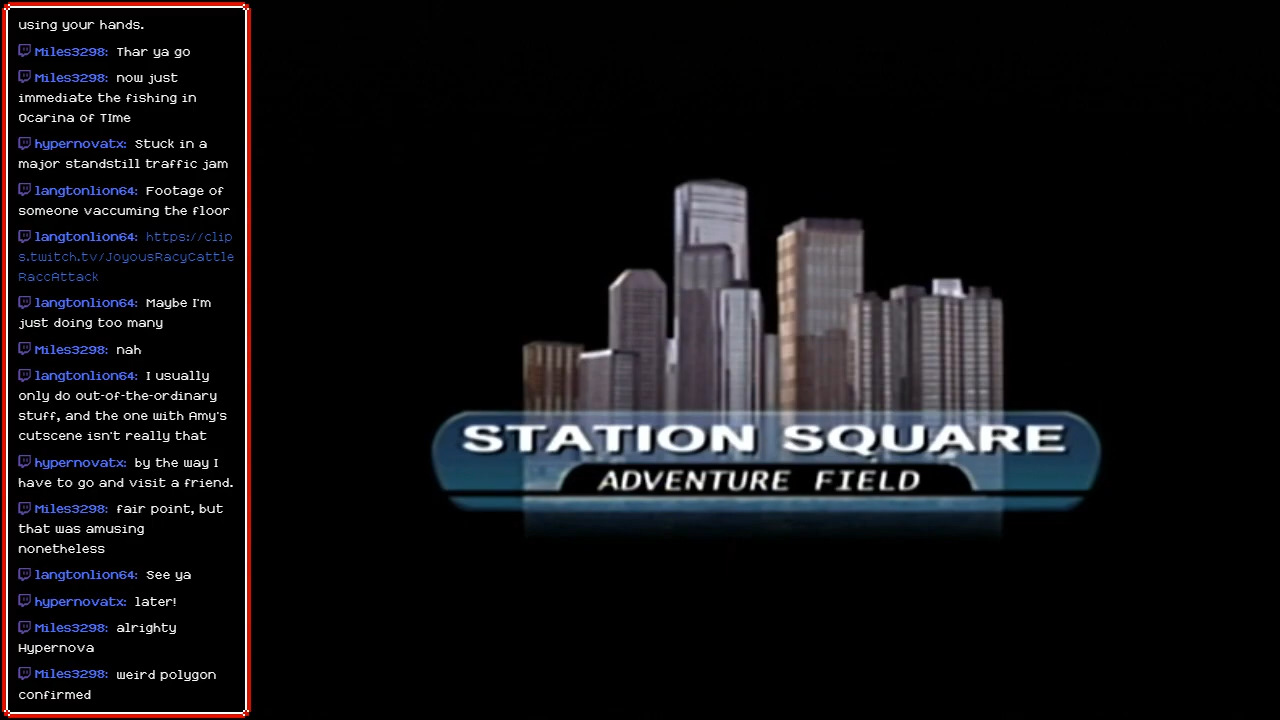 using your hands.
Miles3298: Thar ya go
Miles3298: now just
immediate the fishing in
Ocarina of TIme
hypernovatx: Stuck in a
major standstill traffic jam
langtonlion64: Footage of
someone vaccuming the floor
langtonlion64: https://clip
s.twitch.tv/JoyousRacyCattle
RaccAttack
langtonlion64: Maybe I'm
just doing too many
Miles3298: nah
langtonlion64: I usually
only do out-of-the-ordinary
stuff, and the one with Amy's
cutscene isn't really that
hypernovatx: by the way I
have to go and visit a friend.
Miles3298: fair point, but
that was amusing
nonetheless
langtonlion64: See ya
hypernovatx: later!
Miles3298: alrighty
Hypernova
Miles3298: weird polygon
confirmed
STATION SQUARE
ADVENTURE FIELD